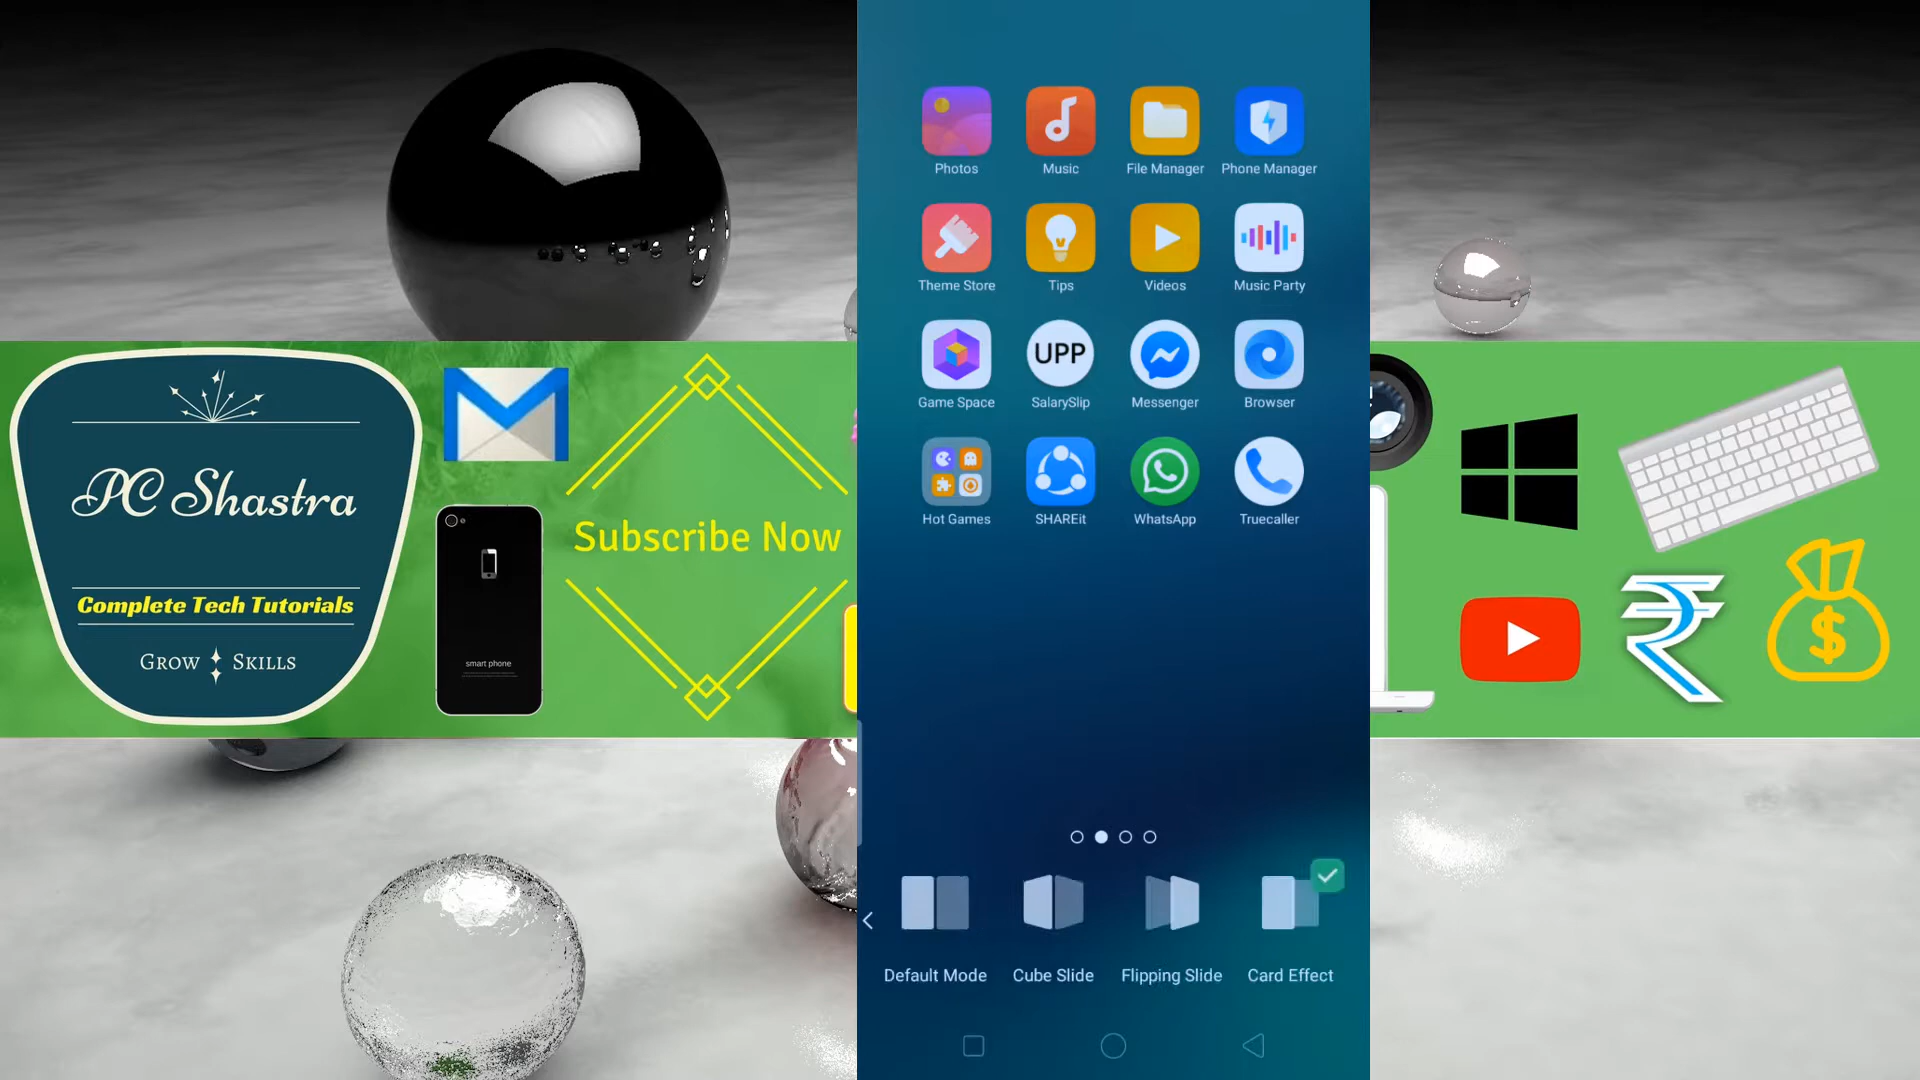 PC Shastra
Complete Tech Tutorials
Grow Skills
smart phone
Subscribe Now
Photos Music File Manager Phone Manager
Theme Store Tips Videos Music Party
UPP
Game Space SalarySlip Messenger Browser
Hot Games SHAREit WhatsApp Truecaller
Default Mode Cube Slide Flipping Slide Card Effect